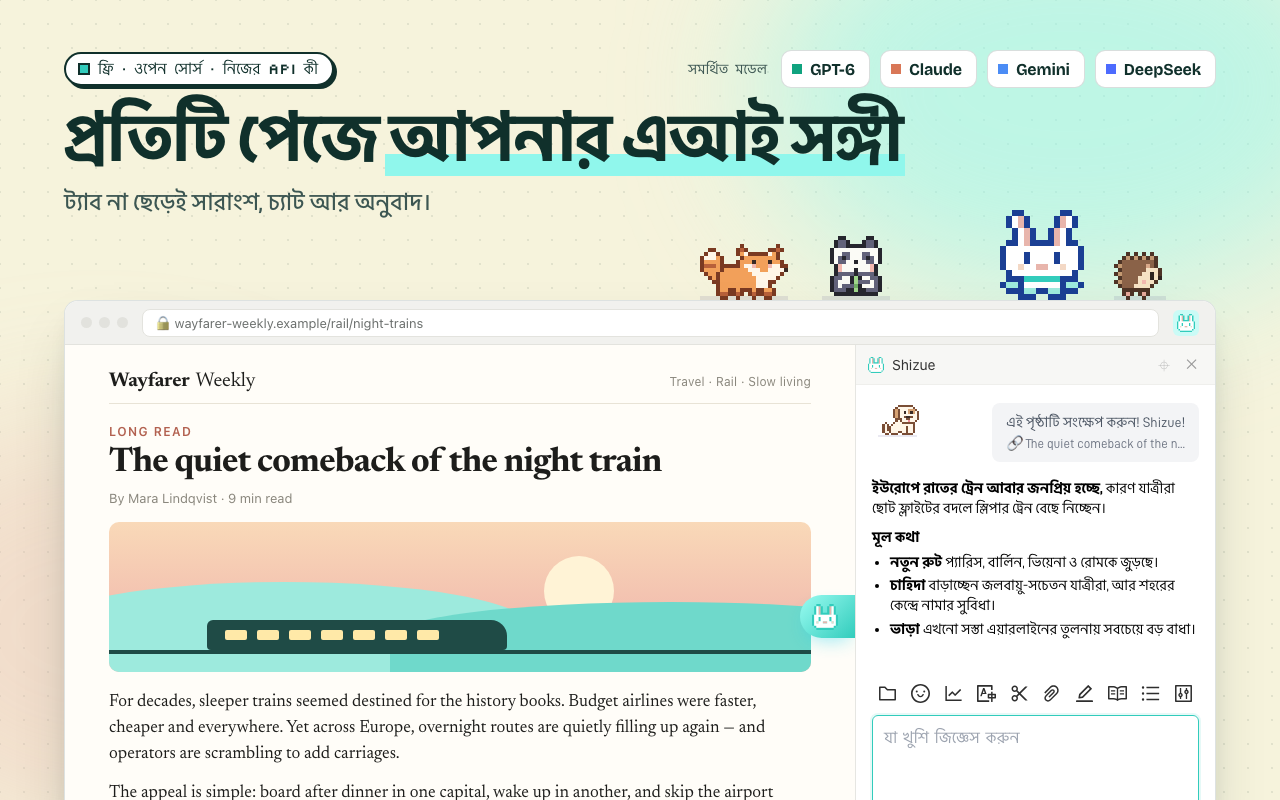 ফ্রি · ওপেন সোর্স · নিজের API কী
সমর্থিত মডেল
GPT-6
Claude
Gemini
DeepSeek
প্রতিটি পেজে আপনার এআই সঙ্গী
ট্যাব না ছেড়েই সারাংশ, চ্যাট আর অনুবাদ।
wayfarer-weekly.example/rail/night-trains
Wayfarer Weekly
Travel · Rail · Slow living
LONG READ
The quiet comeback of the night train
By Mara Lindqvist · 9 min read
For decades, sleeper trains seemed destined for the history books. Budget airlines were faster,
cheaper and everywhere. Yet across Europe, overnight routes are quietly filling up again — and
operators are scrambling to add carriages.
The appeal is simple: board after dinner in one capital, wake up in another, and skip the airport
Shizue
এই পৃষ্ঠাটি সংক্ষেপ করুন! Shizue!
The quiet comeback of the n...
ইউরোপে রাতের ট্রেন আবার জনপ্রিয় হচ্ছে, কারণ যাত্রীরা
ছোট ফ্লাইটের বদলে স্লিপার ট্রেন বেছে নিচ্ছেন।
মূল কথা
• নতুন রুট প্যারিস, বার্লিন, ভিয়েনা ও রোমকে জুড়ছে।
• চাহিদা বাড়াচ্ছেন জলবায়ু-সচেতন যাত্রীরা, আর শহরের
কেন্দ্রে নামার সুবিধা।
• ভাড়া এখনো সস্তা এয়ারলাইনের তুলনায় সবচেয়ে বড় বাধা।
যা খুশি জিজ্ঞেস করুন